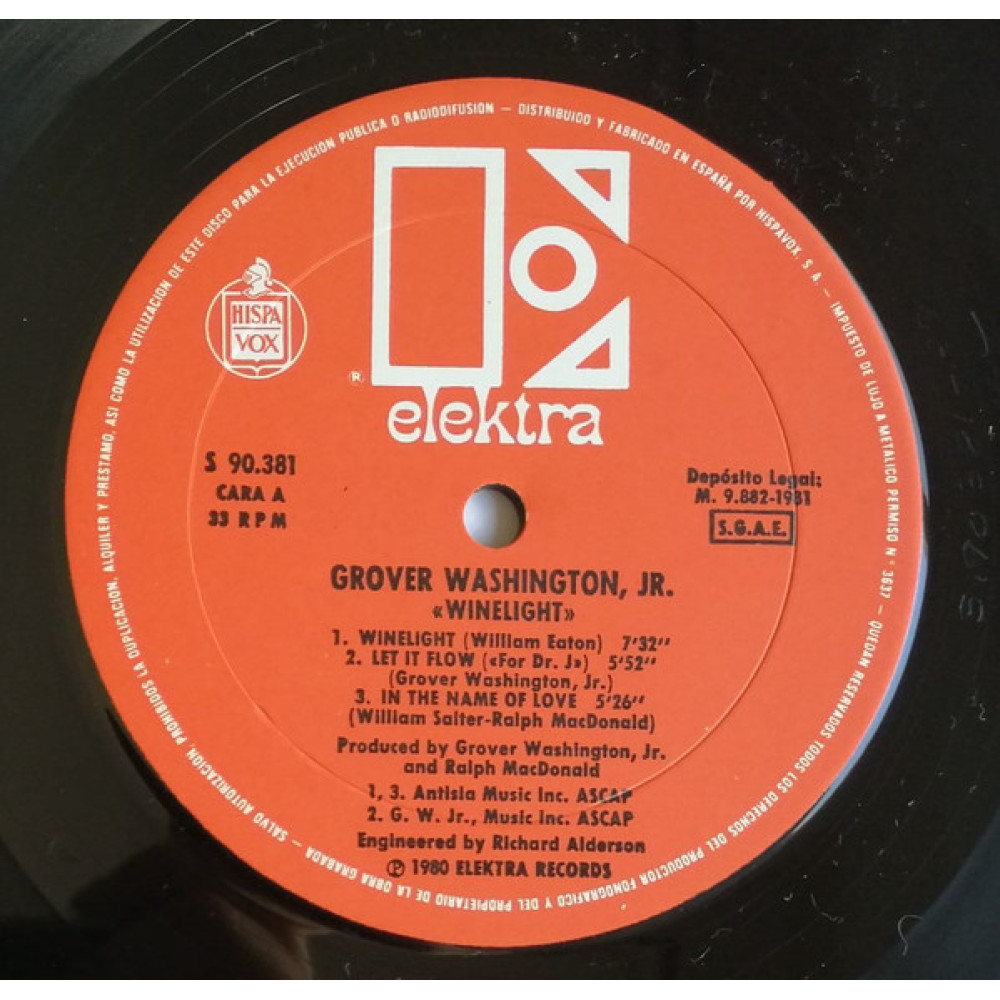 SALVO AUTORIZACION, PROHIBIDOS LA DUPLICACION, ALQUILER Y PRESTAMO, ASI COMO LA UTILIZACION DE ESTE DISCO PARA LA EJECUCION PUBLICA O RADIODIFUSION – DISTRIBUIDO Y FABRICADO EN ESPAÑA POR HISPAVOX, S. A. – IMPUESTO DE LUJO A METALICO PERMISO N° 3637 – QUEDAN RESERVADOS TODOS LOS DERECHOS DEL PRODUCTOR FONOGRAFICO Y DEL PROPIETARIO DE LA OBRA GRABADA –
HISPA
VOX
®
elektra
S 90.381
CARA A
33 RPM
Depósito Legal:
M. 9.882-1981
S.G.A.E.
GROVER WASHINGTON, JR.
«WINELIGHT»
1. WINELIGHT (William Eaton) 7'32"
2. LET IT FLOW («For Dr. J») 5'52"
(Grover Washington, Jr.)
3. IN THE NAME OF LOVE 5'26"
(William Salter-Ralph MacDonald)
Produced by Grover Washington, Jr.
and Ralph MacDonald
1, 3. Antisia Music Inc. ASCAP
2. G. W. Jr., Music Inc. ASCAP
Engineered by Richard Alderson
℗ 1980 ELEKTRA RECORDS